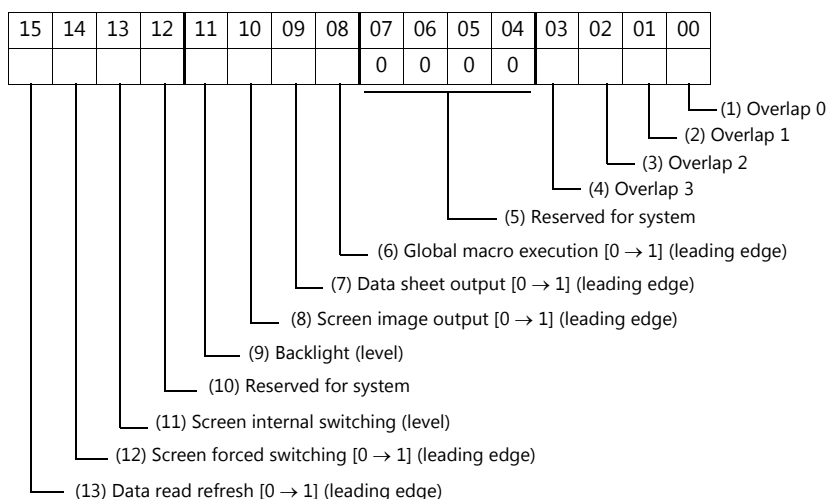 15 14 13 12 11 10 09 08 07 06 05 04 03 02 01 00
0 0 0 0
(1) Overlap 0
(2) Overlap 1
(3) Overlap 2
(4) Overlap 3
(5) Reserved for system
(6) Global macro execution [0 → 1] (leading edge)
(7) Data sheet output [0 → 1] (leading edge)
(8) Screen image output [0 → 1] (leading edge)
(9) Backlight (level)
(10) Reserved for system
(11) Screen internal switching (level)
(12) Screen forced switching [0 → 1] (leading edge)
(13) Data read refresh [0 → 1] (leading edge)